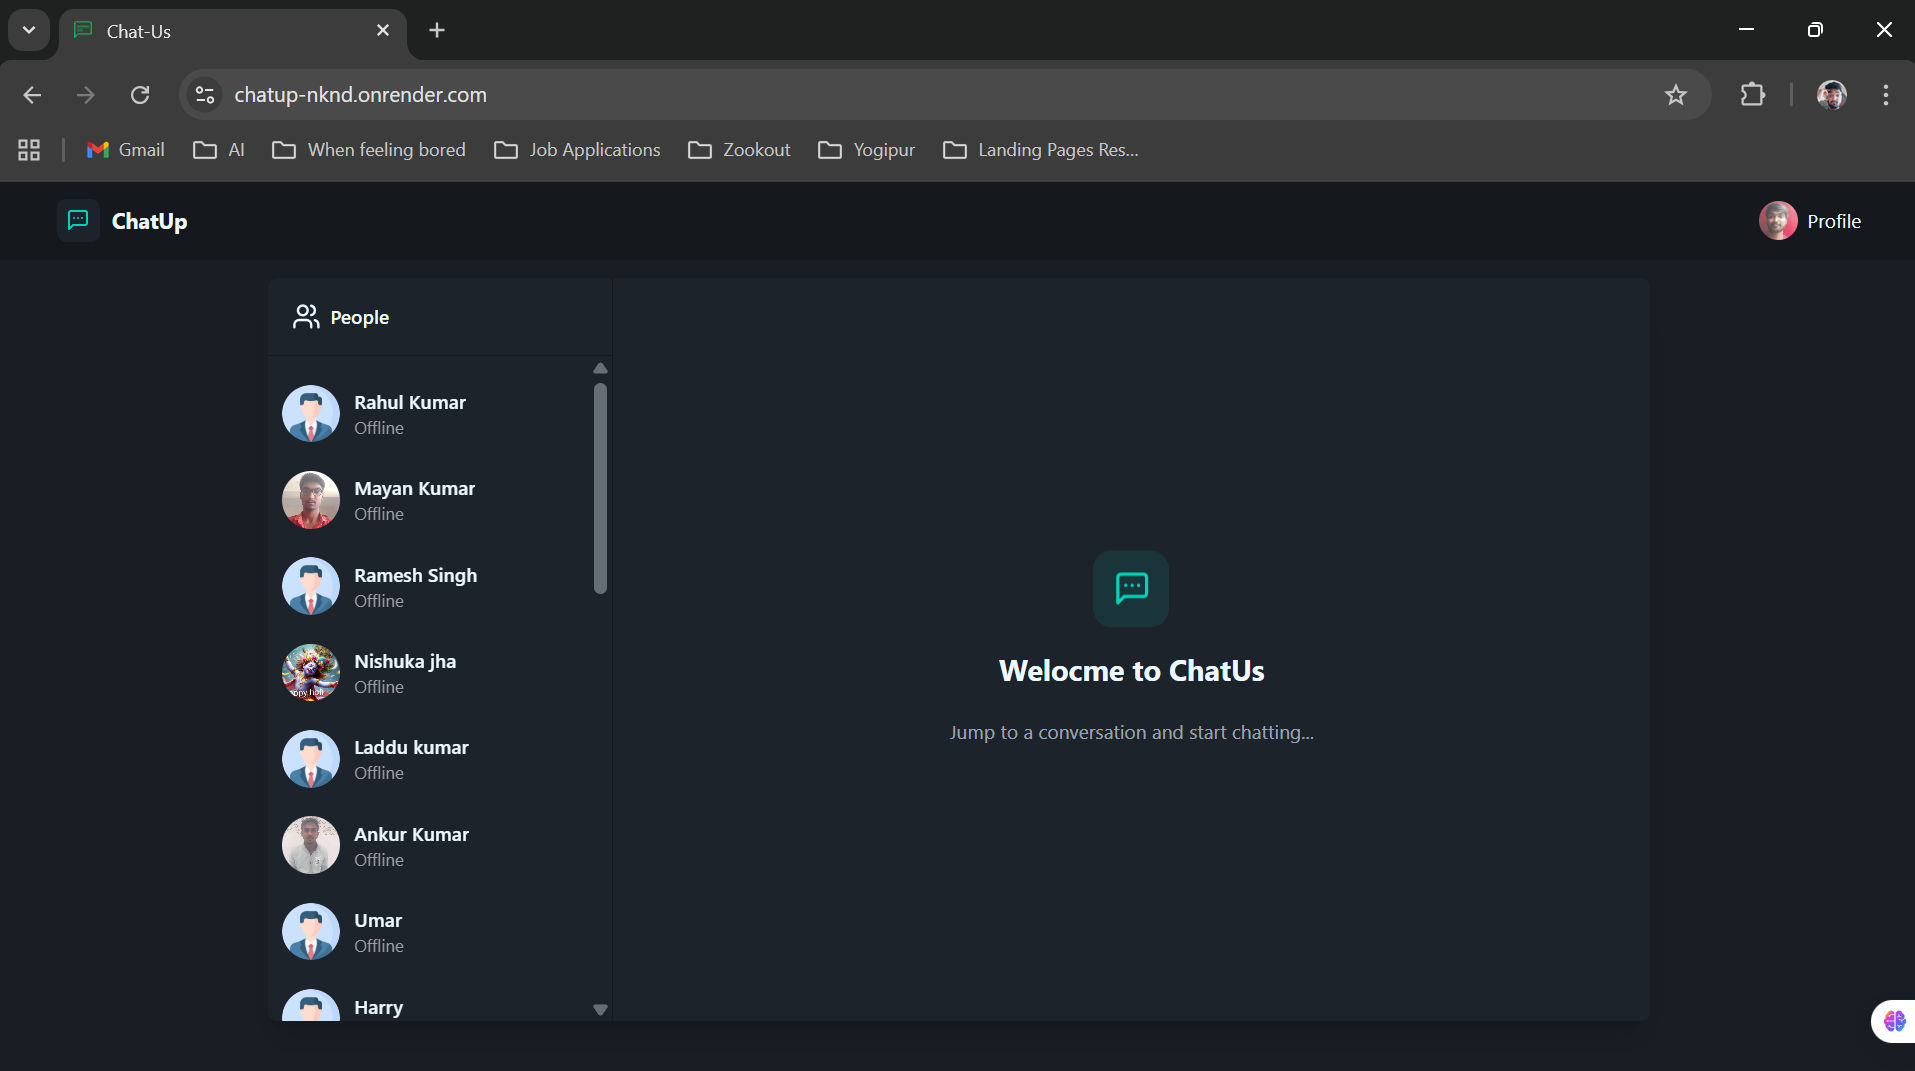 Chat-Us
chatup-nknd.onrender.com
Gmail AI When feeling bored Job Applications Zookout Yogipur Landing Pages Res...
ChatUp
Profile
People
Rahul Kumar
Offline
Mayan Kumar
Offline
Ramesh Singh
Offline
Nishuka jha
Offline
Laddu kumar
Offline
Ankur Kumar
Offline
Umar
Offline
Harry
Welocme to ChatUs
Jump to a conversation and start chatting...